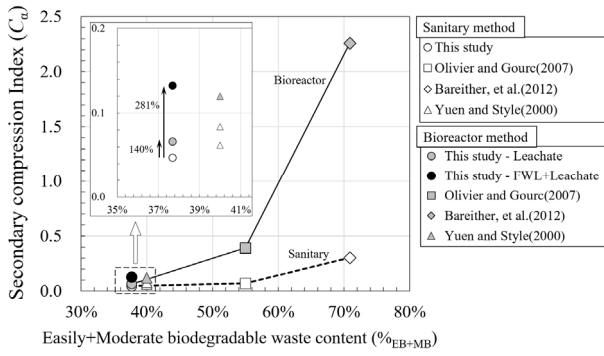 Secondary compression Index (Cα)
2.5
2.0
1.5
1.0
0.5
0.0
20% 30% 40% 50% 60% 70% 80%
Easily+Moderate biodegradable waste content (%EB+MB)
0.2
0.1
0.0
35% 37% 39% 41%
281%
140%
Bioreactor
Sanitary
Sanitary method
This study
Olivier and Gourc(2007)
Bareither, et al.(2012)
Yuen and Style(2000)
Bioreactor method
This study - Leachate
This study - FWL+Leachate
Olivier and Gourc(2007)
Bareither, et al.(2012)
Yuen and Style(2000)